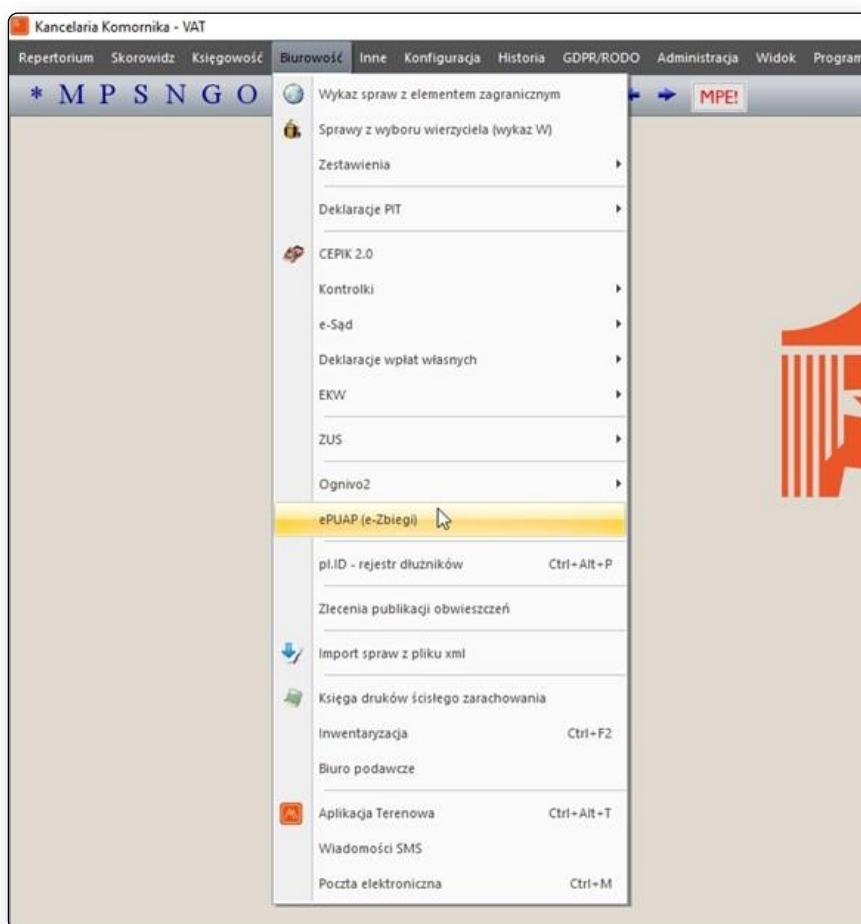 Kancelaria Komornika - VAT
Repertorium Skorowidz Księgowość Biurowość Inne Konfiguracja Historia GDPR/RODO Administracja Widok Program
* M P S N G O MPE!
Wykaz spraw z elementem zagranicznym
Sprawy z wyboru wierzyciela (wykaz W)
Zestawienia
Deklaracje PIT
CEPIK 2.0
Kontrolki
e-Sąd
Deklaracje wpłat własnych
EKW
ZUS
Ognivo2
ePUAP (e-Zbiegi)
pl.ID - rejestr dłużników Ctrl+Alt+P
Zlecenia publikacji obwieszczeń
Import spraw z pliku xml
Księga druków ścisłego zarachowania
Inwentaryzacja Ctrl+F2
Biuro podawcze
Aplikacja Terenowa Ctrl+Alt+T
Wiadomości SMS
Poczta elektroniczna Ctrl+M